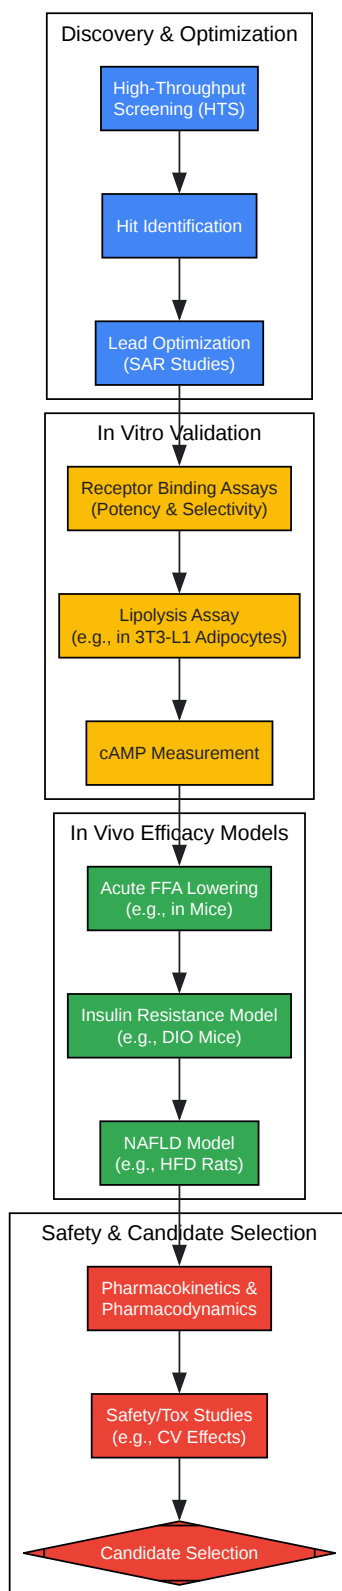 Discovery & Optimization
High-Throughput
Screening (HTS)
Hit Identification
Lead Optimization
(SAR Studies)
In Vitro Validation
Receptor Binding Assays
(Potency & Selectivity)
Lipolysis Assay
(e.g., in 3T3-L1 Adipocytes)
cAMP Measurement
In Vivo Efficacy Models
Acute FFA Lowering
(e.g., in Mice)
Insulin Resistance Model
(e.g., DIO Mice)
NAFLD Model
(e.g., HFD Rats)
Safety & Candidate Selection
Pharmacokinetics &
Pharmacodynamics
Safety/Tox Studies
(e.g., CV Effects)
Candidate Selection